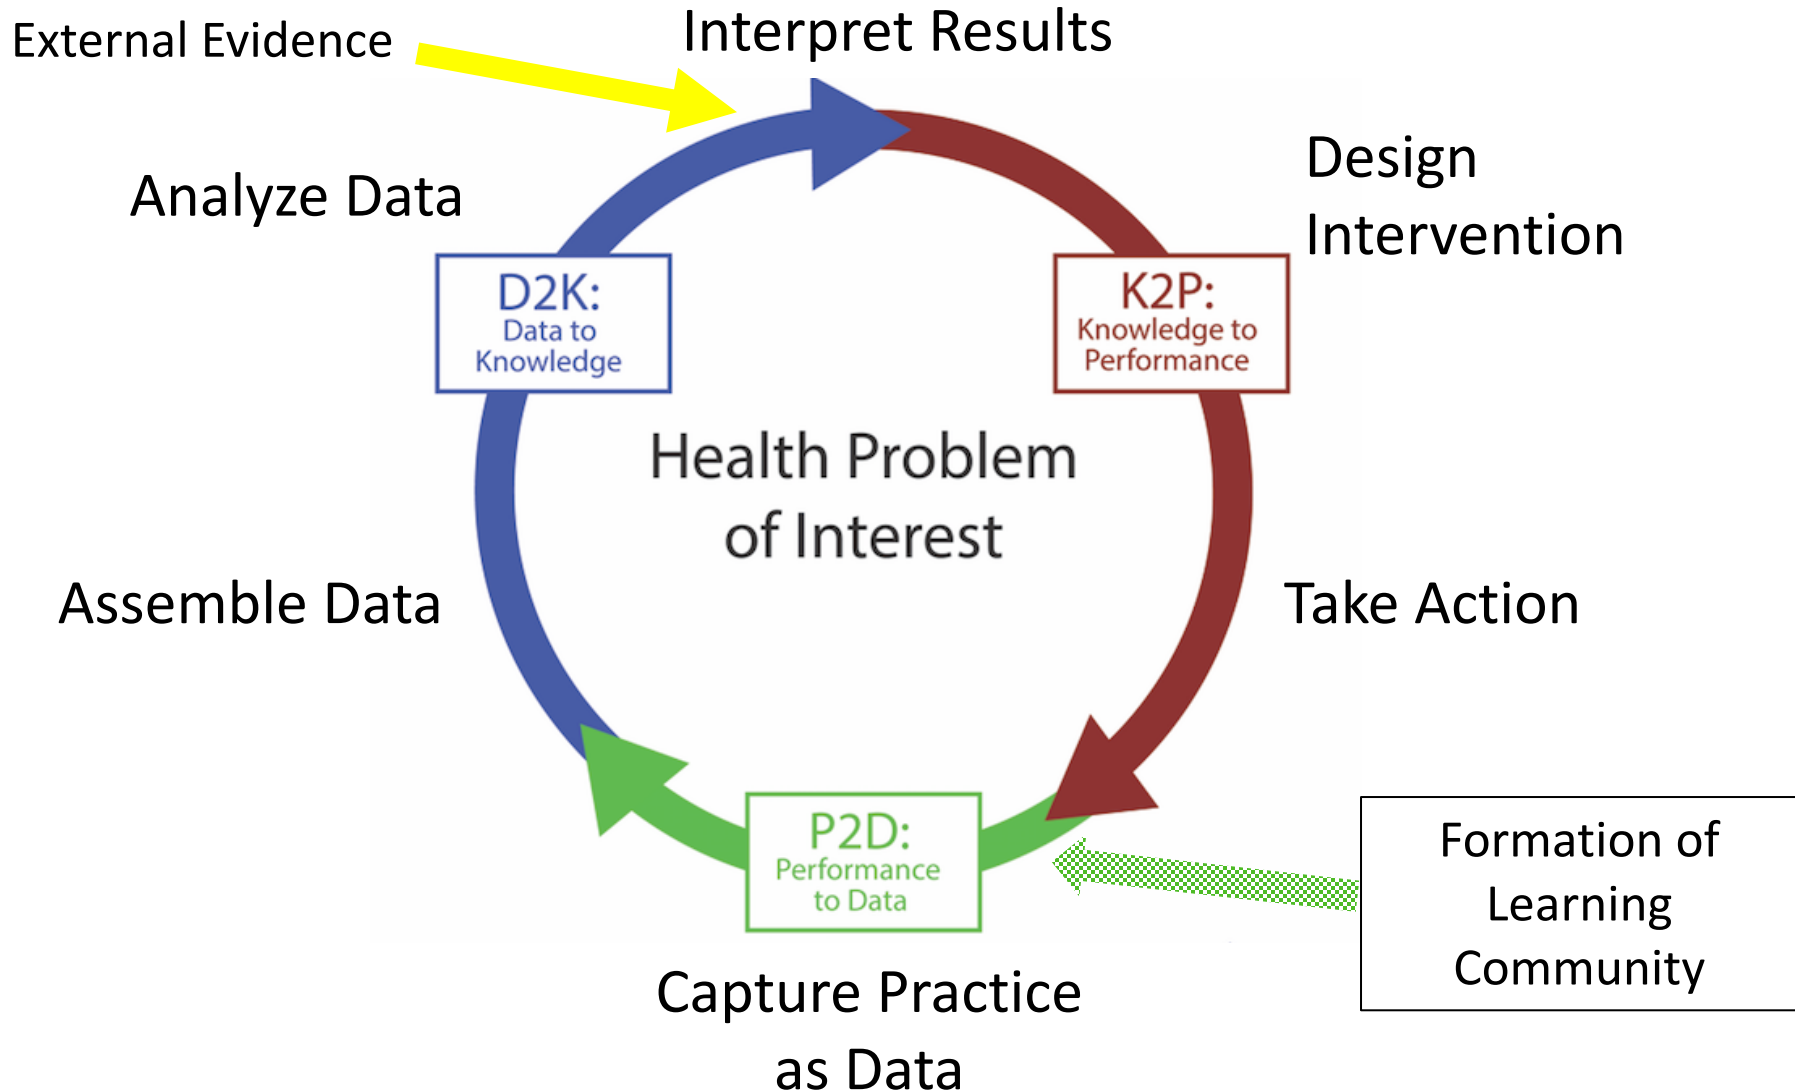 External Evidence
Interpret Results
Analyze Data
Design
Intervention
D2K:
Data to
Knowledge
K2P:
Knowledge to
Performance
Health Problem
of Interest
Assemble Data
Take Action
P2D:
Performance
to Data
Formation of
Learning
Community
Capture Practice
as Data